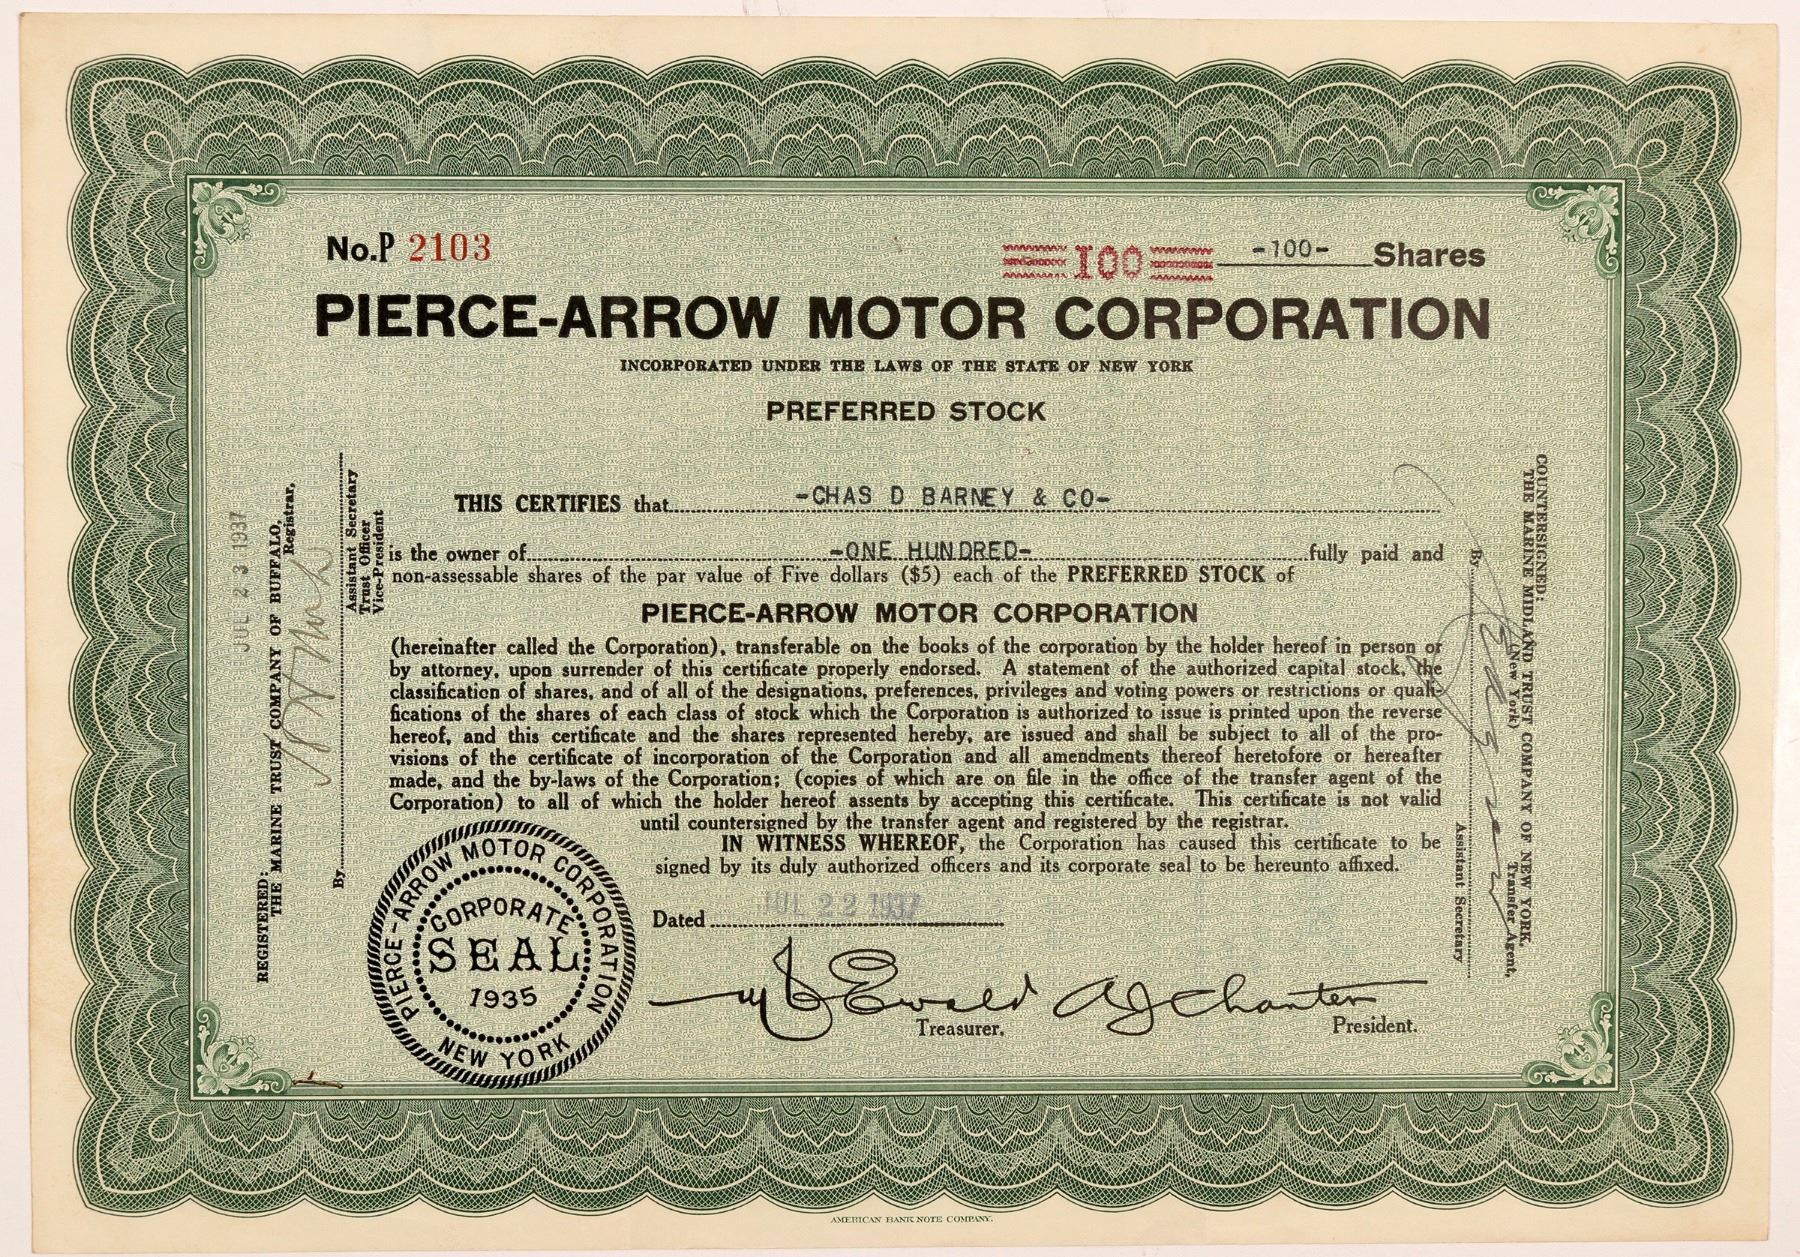 No. P 2103
100 -100- Shares
PIERCE-ARROW MOTOR CORPORATION
INCORPORATED UNDER THE LAWS OF THE STATE OF NEW YORK
PREFERRED STOCK
THIS CERTIFIES that -CHAS D BARNEY & CO-
is the owner of -ONE HUNDRED- fully paid and
non-assessable shares of the par value of Five dollars ($5) each of the PREFERRED STOCK of
PIERCE-ARROW MOTOR CORPORATION
(hereinafter called the Corporation), transferable on the books of the corporation by the holder hereof in person or
by attorney, upon surrender of this certificate properly endorsed. A statement of the authorized capital stock, the
classification of shares, and of all of the designations, preferences, privileges and voting powers or restrictions or quali-
fications of the shares of each class of stock which the Corporation is authorized to issue is printed upon the reverse
hereof, and this certificate and the shares represented hereby, are issued and shall be subject to all of the pro-
visions of the certificate of incorporation of the Corporation and all amendments thereof heretofore or hereafter
made, and the by-laws of the Corporation; (copies of which are on file in the office of the transfer agent of the
Corporation) to all of which the holder hereof assents by accepting this certificate. This certificate is not valid
until countersigned by the transfer agent and registered by the registrar.
IN WITNESS WHEREOF, the Corporation has caused this certificate to be
signed by its duly authorized officers and its corporate seal to be hereunto affixed.
Dated JUL 22 1937
Ewald
Treasurer.
A J Chanter
President.
PIERCE-ARROW MOTOR CORPORATION
NEW YORK
CORPORATE
SEAL
1935
JUL 23 1937
REGISTERED:
THE MARINE TRUST COMPANY OF BUFFALO,
Registrar,
By
Assistant Secretary
Trust Officer
Vice-President
COUNTERSIGNED:
THE MARINE MIDLAND TRUST COMPANY OF NEW YORK,
(New York) Transfer Agent,
By
Assistant Secretary
AMERICAN BANK NOTE COMPANY.